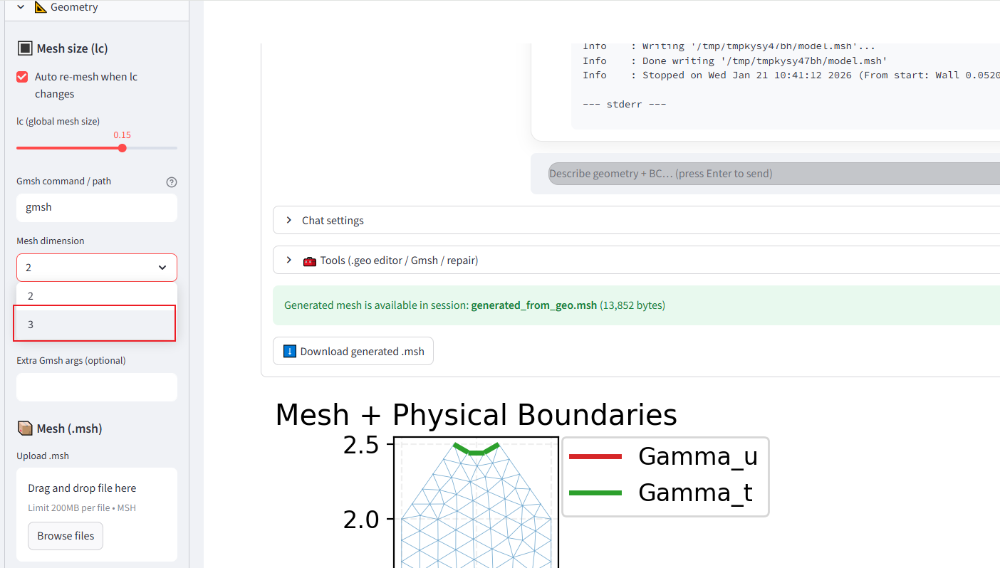 Geometry
Mesh size (lc)
Auto re-mesh when lc
changes
lc (global mesh size)
0.15
Gmsh command / path
gmsh
Mesh dimension
2
2
3
Extra Gmsh args (optional)
Mesh (.msh)
Upload .msh
Drag and drop file here
Limit 200MB per file • MSH
Browse files
Info    : Writing '/tmp/tmpkysy47bh/model.msh'...
Info    : Done writing '/tmp/tmpkysy47bh/model.msh'
Info    : Stopped on Wed Jan 21 10:41:12 2026 (From start: Wall 0.0520
--- stderr ---
Describe geometry + BC… (press Enter to send)
Chat settings
Tools (.geo editor / Gmsh / repair)
Generated mesh is available in session: generated_from_geo.msh (13,852 bytes)
Download generated .msh
Mesh + Physical Boundaries
2.5
2.0
Gamma_u
Gamma_t